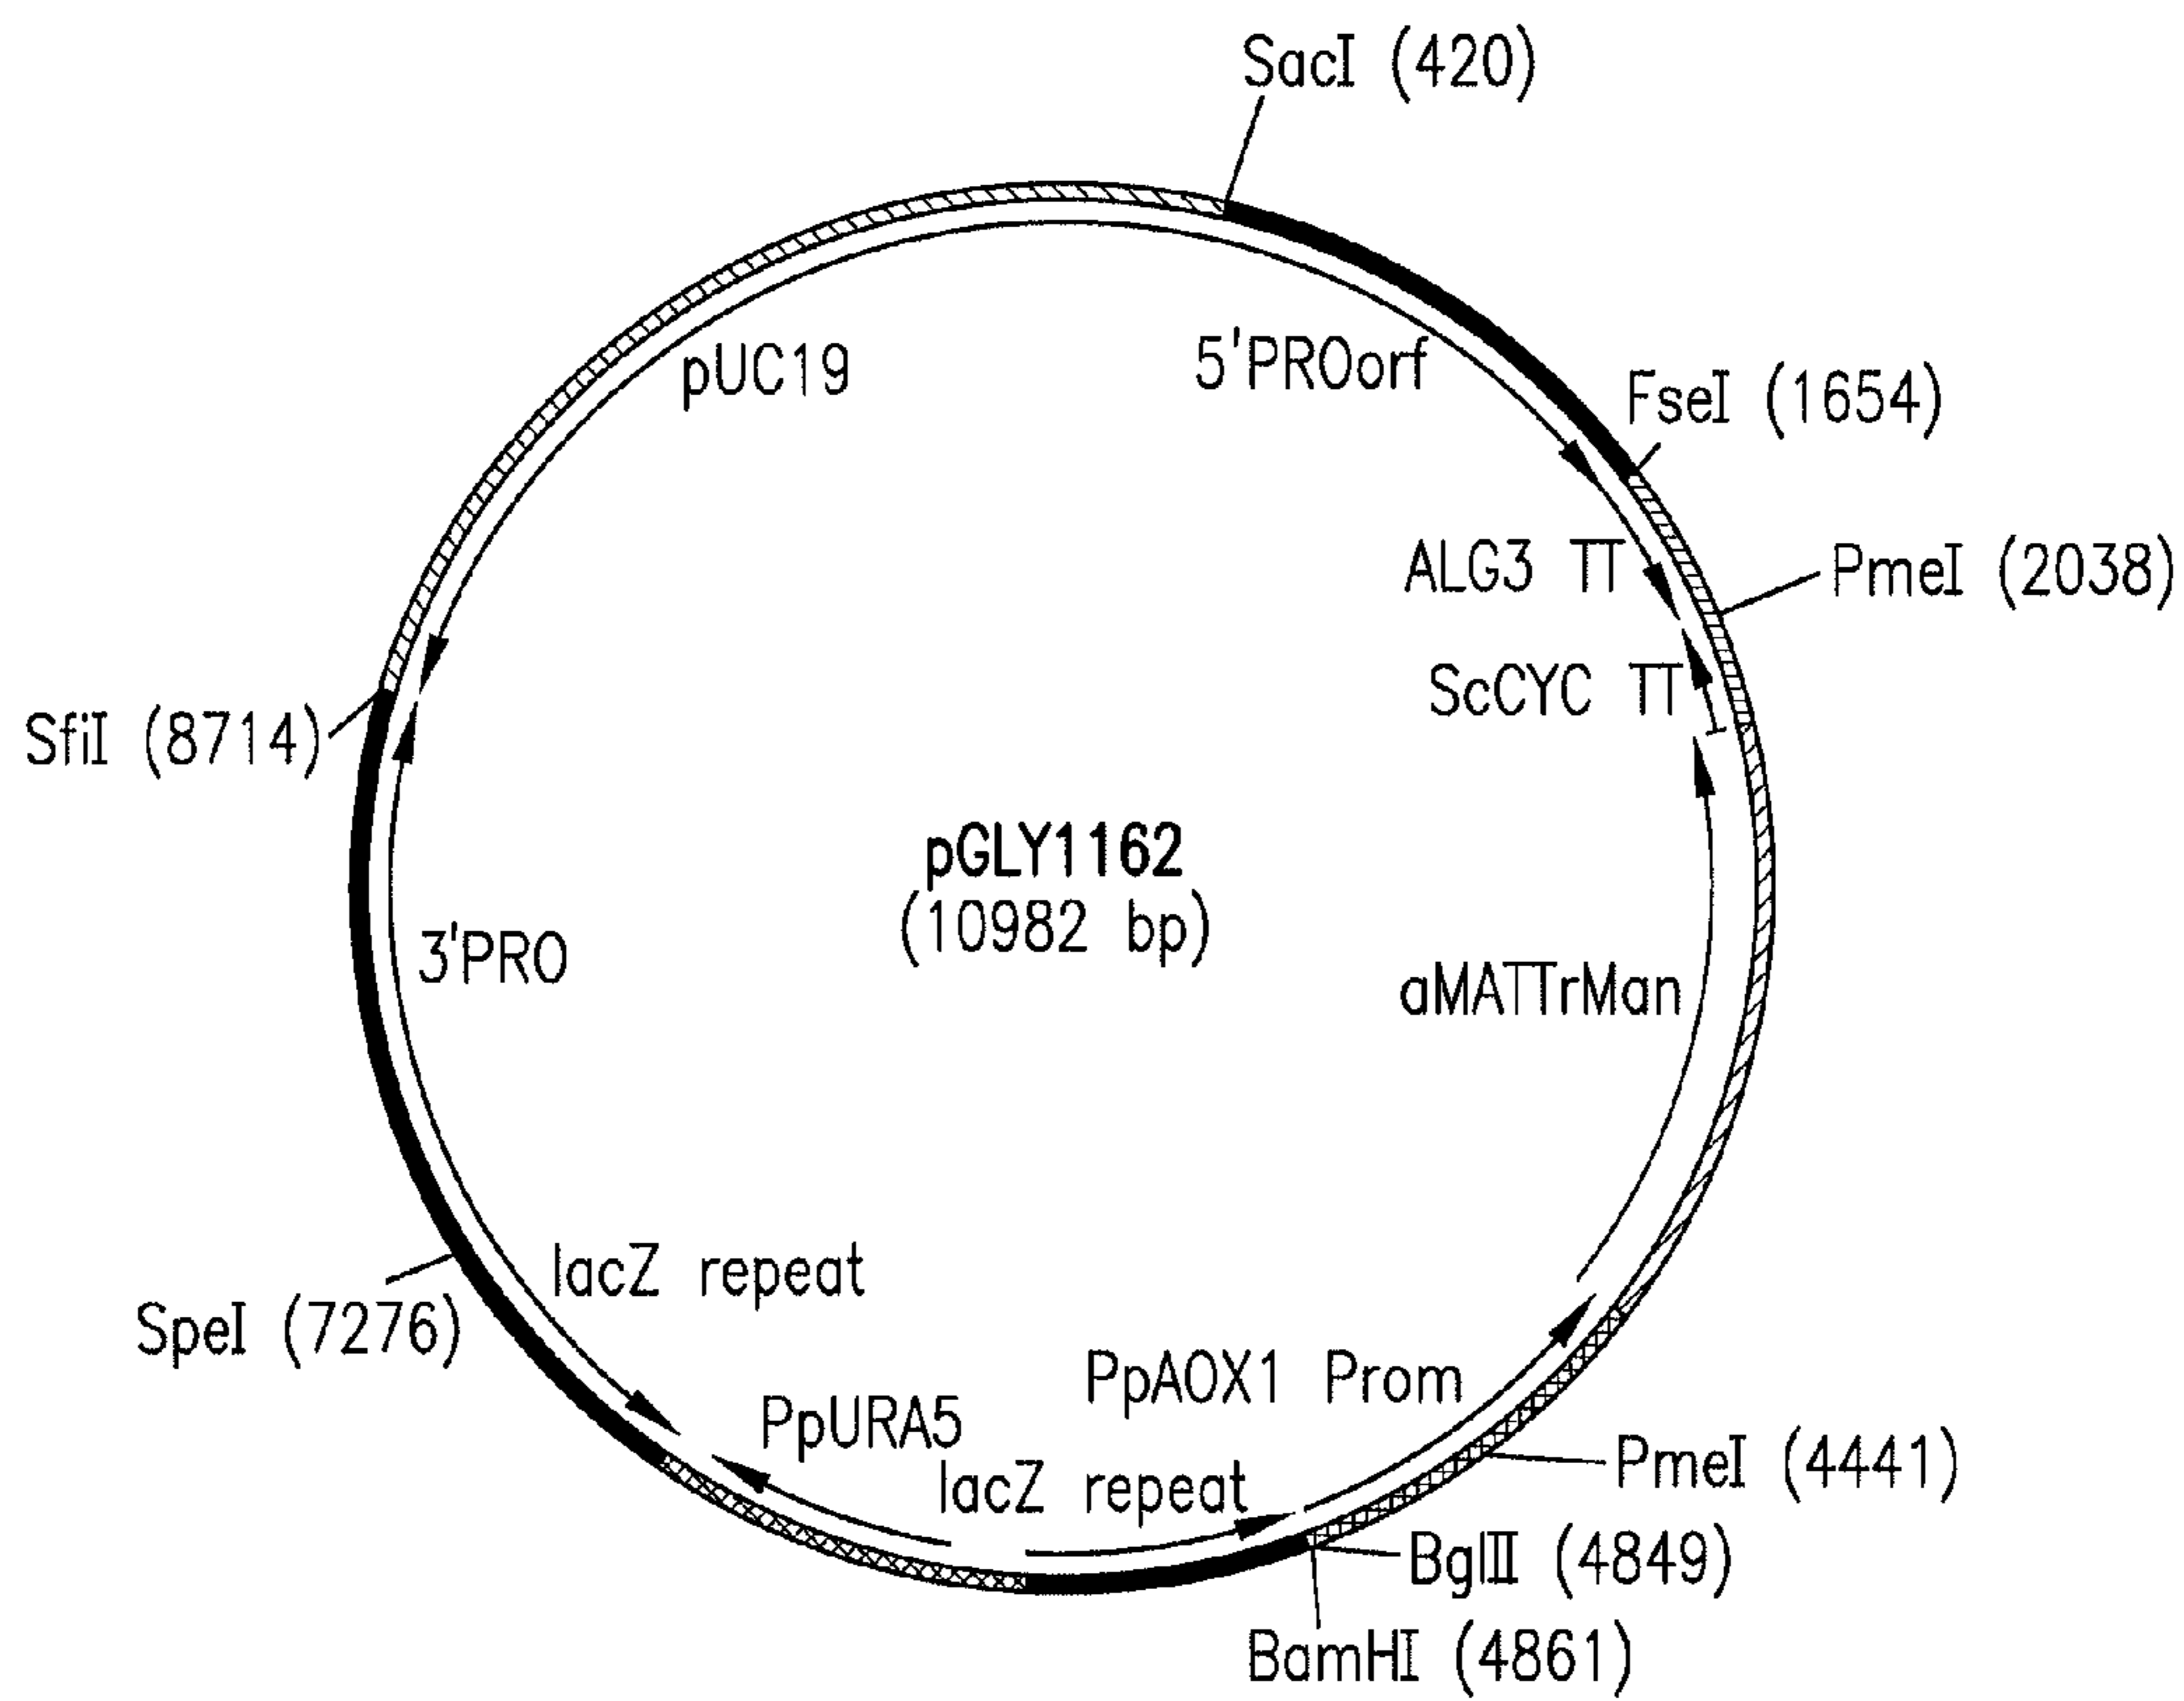 SacI (420)
pUC19
5'PROorf
FseI (1654)
ALG3 TT
PmeI (2038)
ScCYC TT
SfiI (8714)
pGLY1162
(10982 bp)
3'PRO
aMATTrMan
lacZ repeat
SpeI (7276)
PpAOX1 Prom
PpURA5
PmeI (4441)
lacZ repeat
BglII (4849)
BamHI (4861)